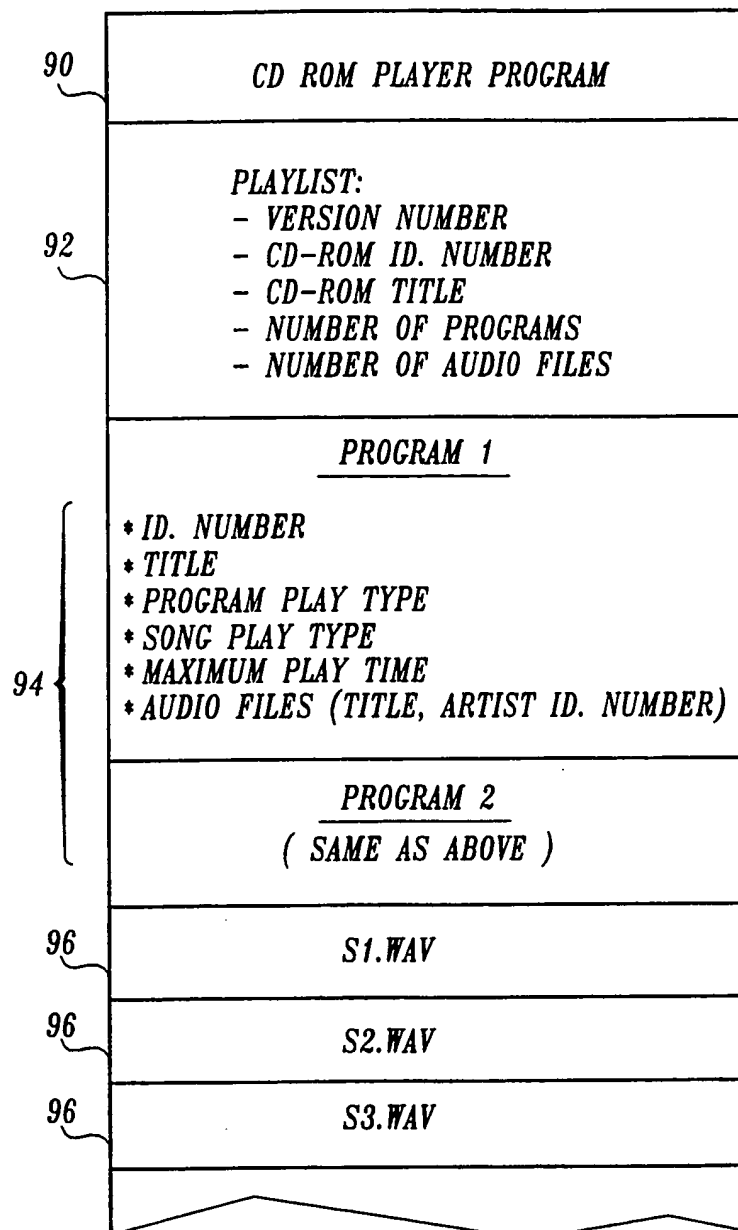 90
CD ROM PLAYER PROGRAM
92
PLAYLIST:
- VERSION NUMBER
- CD-ROM ID. NUMBER
- CD-ROM TITLE
- NUMBER OF PROGRAMS
- NUMBER OF AUDIO FILES
PROGRAM 1
94
* ID. NUMBER
* TITLE
* PROGRAM PLAY TYPE
* SONG PLAY TYPE
* MAXIMUM PLAY TIME
* AUDIO FILES (TITLE, ARTIST ID. NUMBER)
PROGRAM 2
( SAME AS ABOVE )
96
S1.WAV
96
S2.WAV
96
S3.WAV